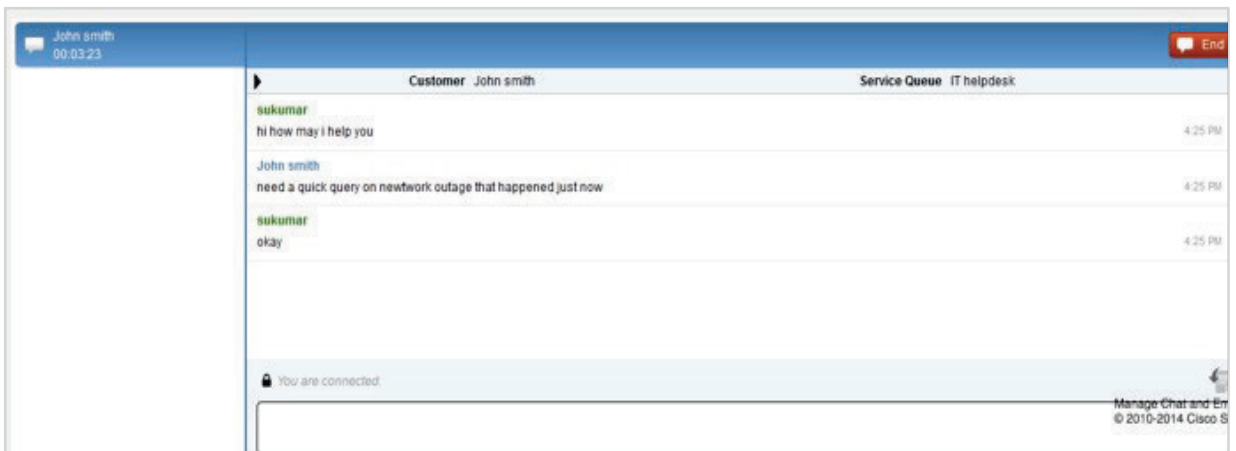 John smith
00:03:23
End
Customer John smith Service Queue IT helpdesk
sukumar
hi how may i help you 4:25 PM
John smith
need a quick query on newtwork outage that happened just now 4:25 PM
sukumar
okay 4:25 PM
You are connected.
Manage Chat and Em
© 2010-2014 Cisco S